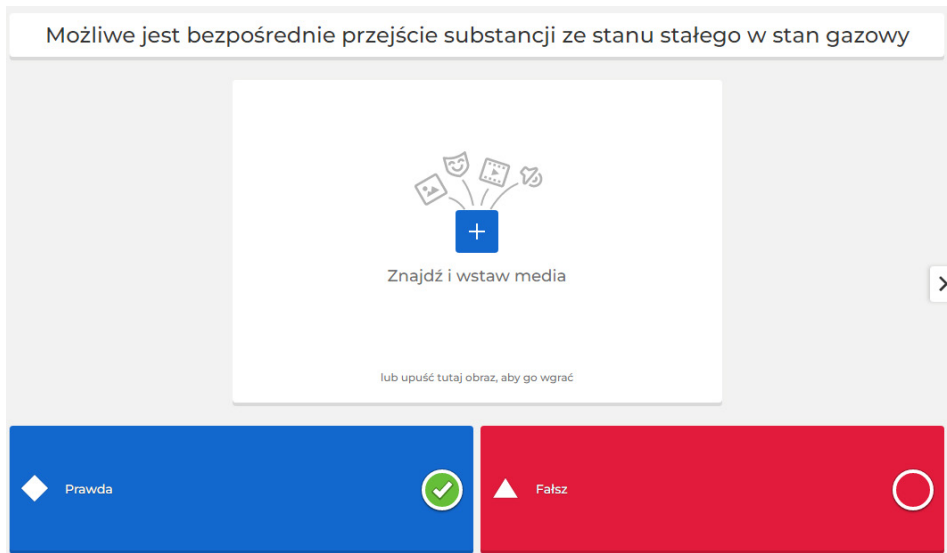 Możliwe jest bezpośrednie przejście substancji ze stanu stałego w stan gazowy
Znajdź i wstaw media
lub upuść tutaj obraz, aby go wgrać
Prawda
Fałsz